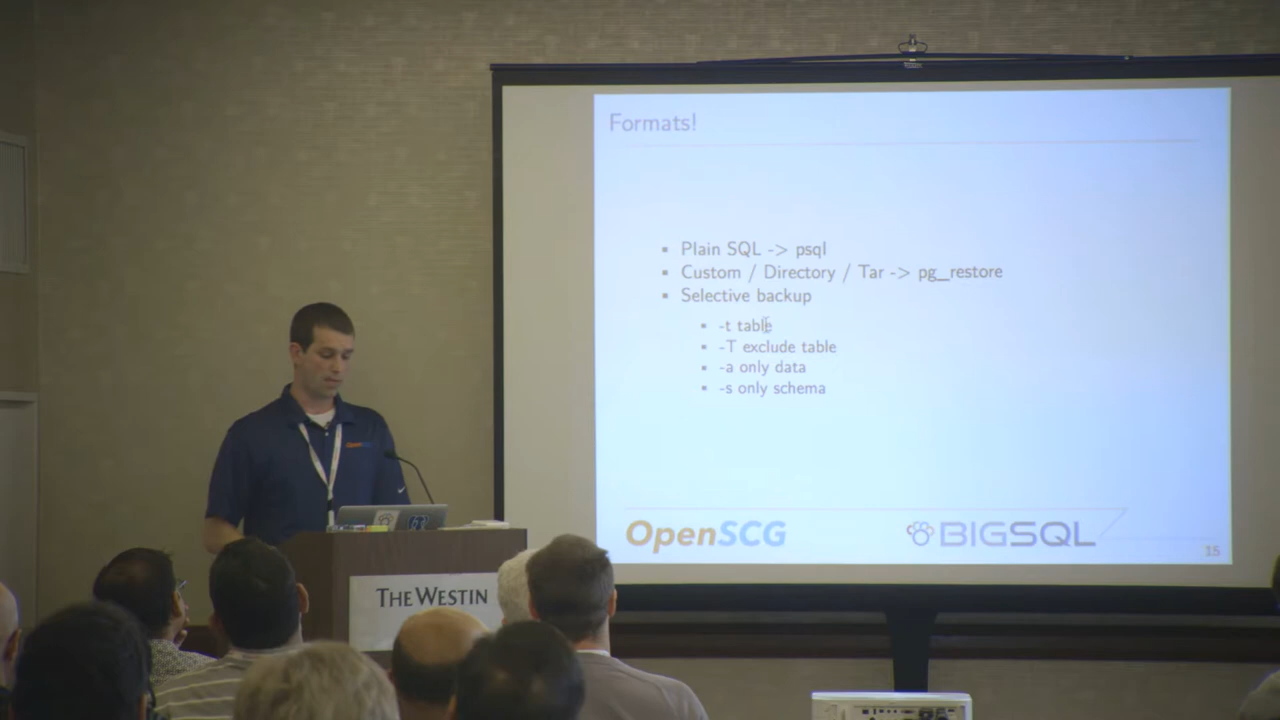 Formats!
Plain SQL -> psql
Custom / Directory / Tar -> pg_restore
Selective backup
-t table
-T exclude table
-a only data
-s only schema
OpenSCG
BIGSQL
15
THE WESTIN